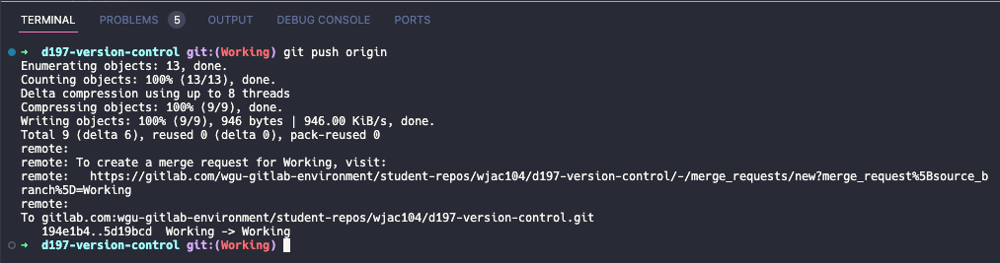 TERMINAL PROBLEMS 5 OUTPUT DEBUG CONSOLE PORTS
➜ d197-version-control git:(Working) git push origin
Enumerating objects: 13, done.
Counting objects: 100% (13/13), done.
Delta compression using up to 8 threads
Compressing objects: 100% (9/9), done.
Writing objects: 100% (9/9), 946 bytes | 946.00 KiB/s, done.
Total 9 (delta 6), reused 0 (delta 0), pack-reused 0
remote:
remote: To create a merge request for Working, visit:
remote:   https://gitlab.com/wgu-gitlab-environment/student-repos/wjac104/d197-version-control/-/merge_requests/new?merge_request%5Bsource_b
ranch%5D=Working
remote:
To gitlab.com:wgu-gitlab-environment/student-repos/wjac104/d197-version-control.git
   194e1b4..5d19bcd  Working -> Working
➜ d197-version-control git:(Working)